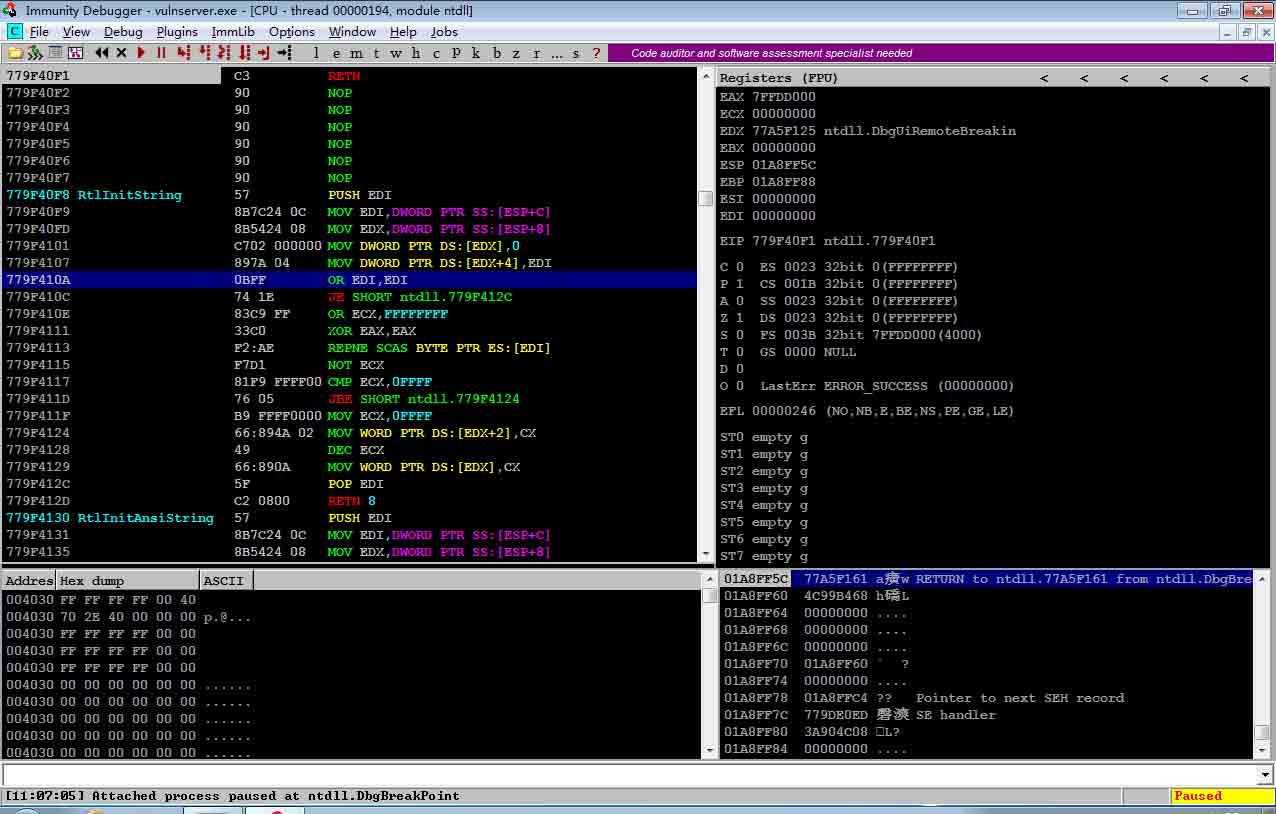 Immunity Debugger - vulnserver.exe - [CPU - thread 00000194, module ntdll]
C File View Debug Plugins ImmLib Options Window Help Jobs
l e m t w h c P k b z r ... s ? Code auditor and software assessment specialist needed
779F40F1 C3 RETN
779F40F2 90 NOP
779F40F3 90 NOP
779F40F4 90 NOP
779F40F5 90 NOP
779F40F6 90 NOP
779F40F7 90 NOP
779F40F8 RtlInitString 57 PUSH EDI
779F40F9 8B7C24 0C MOV EDI,DWORD PTR SS:[ESP+C]
779F40FD 8B5424 08 MOV EDX,DWORD PTR SS:[ESP+8]
779F4101 C702 000000 MOV DWORD PTR DS:[EDX],0
779F4107 897A 04 MOV DWORD PTR DS:[EDX+4],EDI
779F410A 0BFF OR EDI,EDI
779F410C 74 1E JE SHORT ntdll.779F412C
779F410E 83C9 FF OR ECX,FFFFFFFF
779F4111 33C0 XOR EAX,EAX
779F4113 F2:AE REPNE SCAS BYTE PTR ES:[EDI]
779F4115 F7D1 NOT ECX
779F4117 81F9 FFFF00 CMP ECX,0FFFF
779F411D 76 05 JBE SHORT ntdll.779F4124
779F411F B9 FFFF0000 MOV ECX,0FFFF
779F4124 66:894A 02 MOV WORD PTR DS:[EDX+2],CX
779F4128 49 DEC ECX
779F4129 66:890A MOV WORD PTR DS:[EDX],CX
779F412C 5F POP EDI
779F412D C2 0800 RETN 8
779F4130 RtlInitAnsiString 57 PUSH EDI
779F4131 8B7C24 0C MOV EDI,DWORD PTR SS:[ESP+C]
779F4135 8B5424 08 MOV EDX,DWORD PTR SS:[ESP+8]
Registers (FPU) < < < < < <
EAX 7FFDD000
ECX 00000000
EDX 77A5F125 ntdll.DbgUiRemoteBreakin
EBX 00000000
ESP 01A8FF5C
EBP 01A8FF88
ESI 00000000
EDI 00000000
EIP 779F40F1 ntdll.779F40F1
C 0 ES 0023 32bit 0(FFFFFFFF)
P 1 CS 001B 32bit 0(FFFFFFFF)
A 0 SS 0023 32bit 0(FFFFFFFF)
Z 1 DS 0023 32bit 0(FFFFFFFF)
S 0 FS 003B 32bit 7FFDD000(4000)
T 0 GS 0000 NULL
D 0
O 0 LastErr ERROR_SUCCESS (00000000)
EFL 00000246 (NO,NB,E,BE,NS,PE,GE,LE)
ST0 empty g
ST1 empty g
ST2 empty g
ST3 empty g
ST4 empty g
ST5 empty g
ST6 empty g
ST7 empty g
Addres Hex dump ASCII
004030 FF FF FF FF 00 40
004030 70 2E 40 00 00 00 p.@...
004030 FF FF FF FF 00 00
004030 FF FF FF FF 00 00
004030 FF FF FF FF 00 00
004030 00 00 00 00 00 00 ......
004030 00 00 00 00 00 00 ......
004030 00 00 00 00 00 00 ......
004030 00 00 00 00 00 00 ......
004030 00 00 00 00 00 00 ......
01A8FF5C 77A5F161 RETURN to ntdll.77A5F161 from ntdll.DbgBre
01A8FF60 4C99B468
01A8FF64 00000000 ....
01A8FF68 00000000 ....
01A8FF6C 00000000 ....
01A8FF70 01A8FF60 ` ?
01A8FF74 00000000 ....
01A8FF78 01A8FFC4 ?? Pointer to next SEH record
01A8FF7C 779DE0ED SE handler
01A8FF80 3A904C08 □L?
01A8FF84 00000000 ....
[11:07:05] Attached process paused at ntdll.DbgBreakPoint
Paused